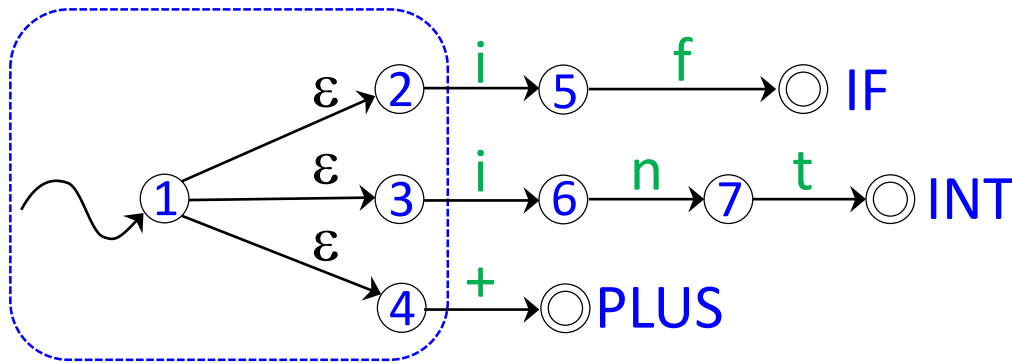 i f
ε 2 5 IF
ε i n t
1 3 6 7 INT
ε +
4 PLUS